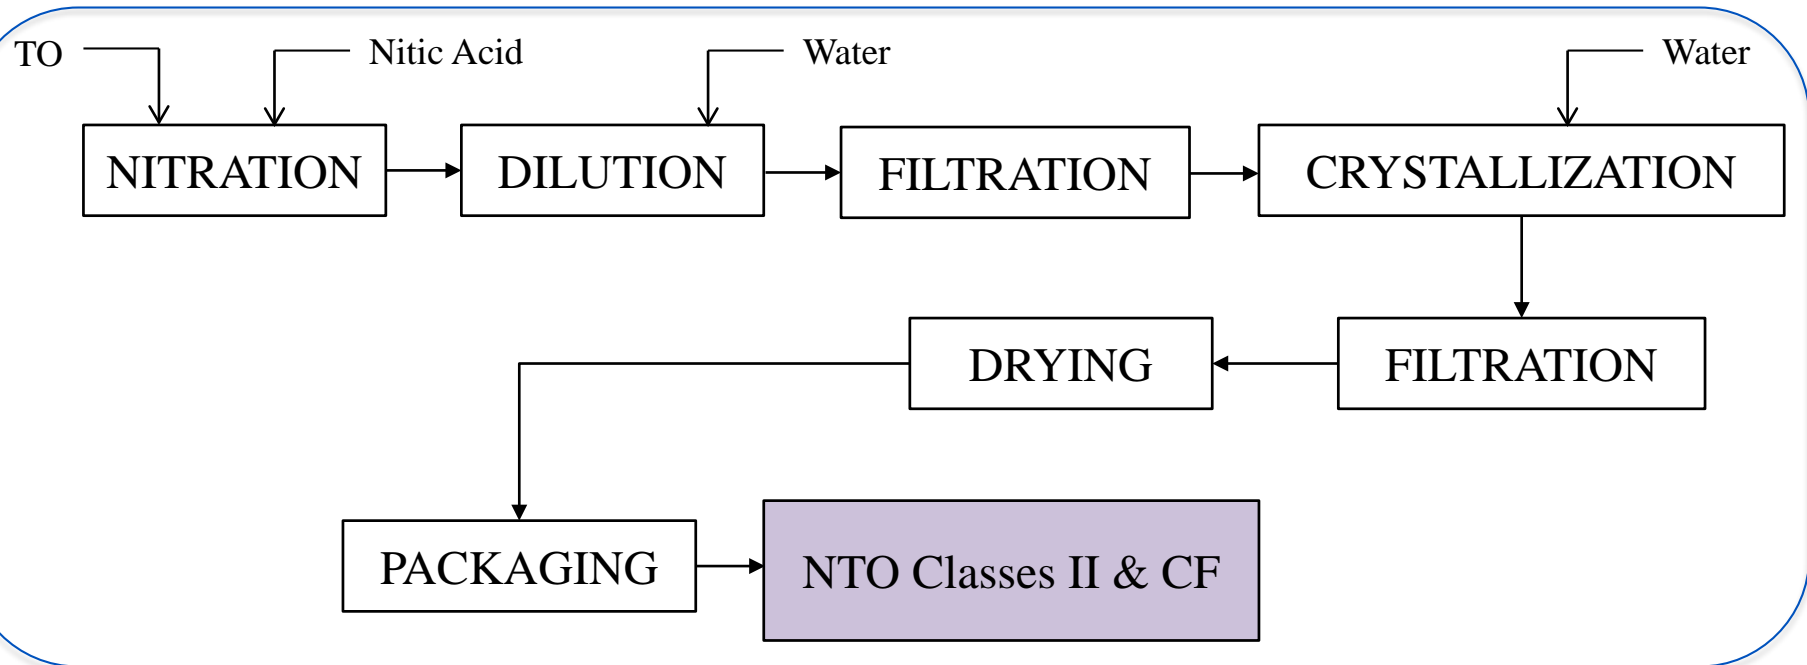 TO
Nitic Acid
Water
Water
NITRATION
DILUTION
FILTRATION
CRYSTALLIZATION
DRYING
FILTRATION
PACKAGING
NTO Classes II & CF